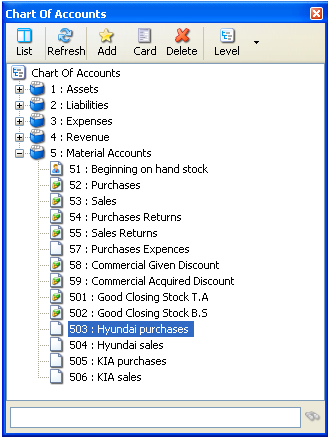 Chart Of Accounts
List Refresh Add Card Delete Level
Chart Of Accounts
1 : Assets
2 : Liabilities
3 : Expenses
4 : Revenue
5 : Material Accounts
51 : Beginning on hand stock
52 : Purchases
53 : Sales
54 : Purchases Returns
55 : Sales Returns
57 : Purchases Expences
58 : Commercial Given Discount
59 : Commercial Acquired Discount
501 : Good Closing Stock T.A
502 : Good Closing Stock B.S
503 : Hyundai purchases
504 : Hyundai sales
505 : KIA purchases
506 : KIA sales